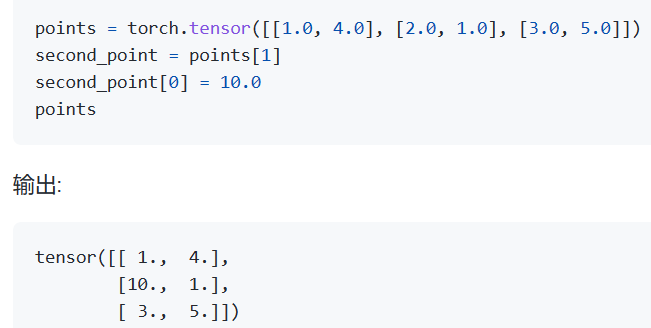 points = torch.tensor([[1.0, 4.0], [2.0, 1.0], [3.0, 5.0]])
second_point = points[1]
second_point[0] = 10.0
points
输出:
tensor([[ 1.,  4.],
        [10.,  1.],
        [ 3.,  5.]])